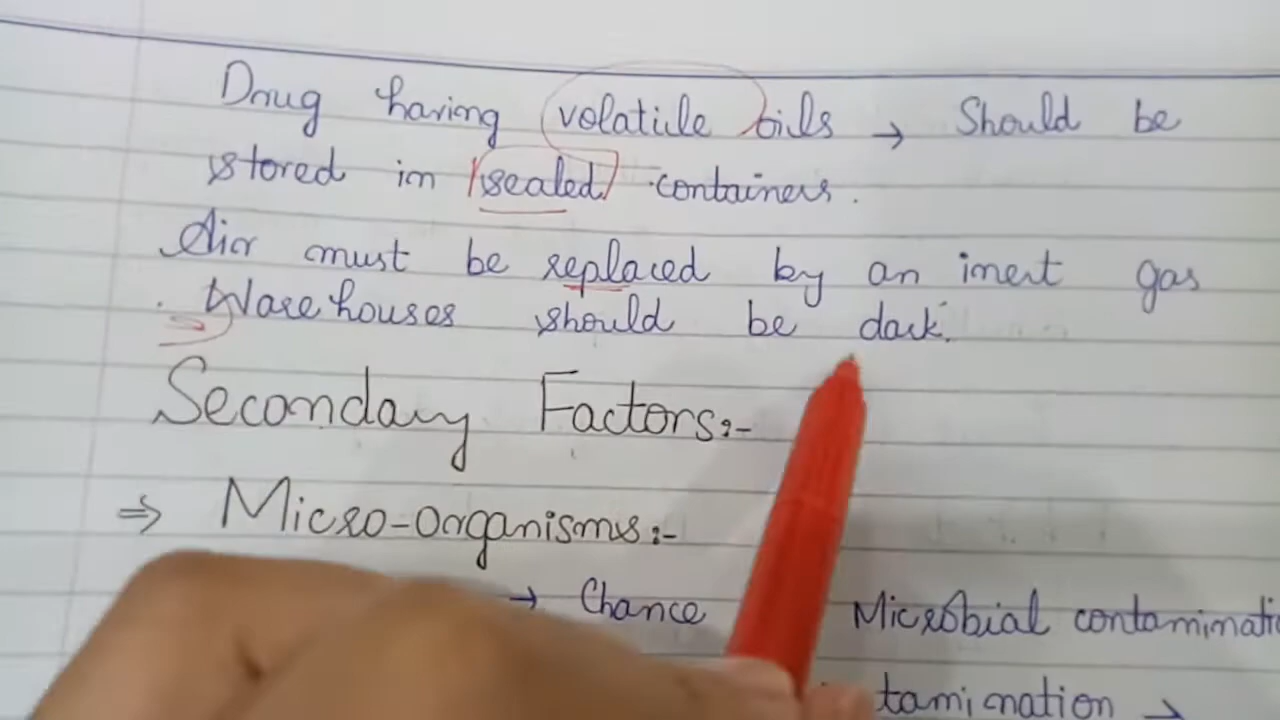 Drug having volatile oils → Should be
stored in sealed containers.
Air must be replaced by an inert gas
Warehouses should be dark.
Secondary Factors:-
⇒ Micro-organisms:-
→ Chance Microbial contaminati
tamination →